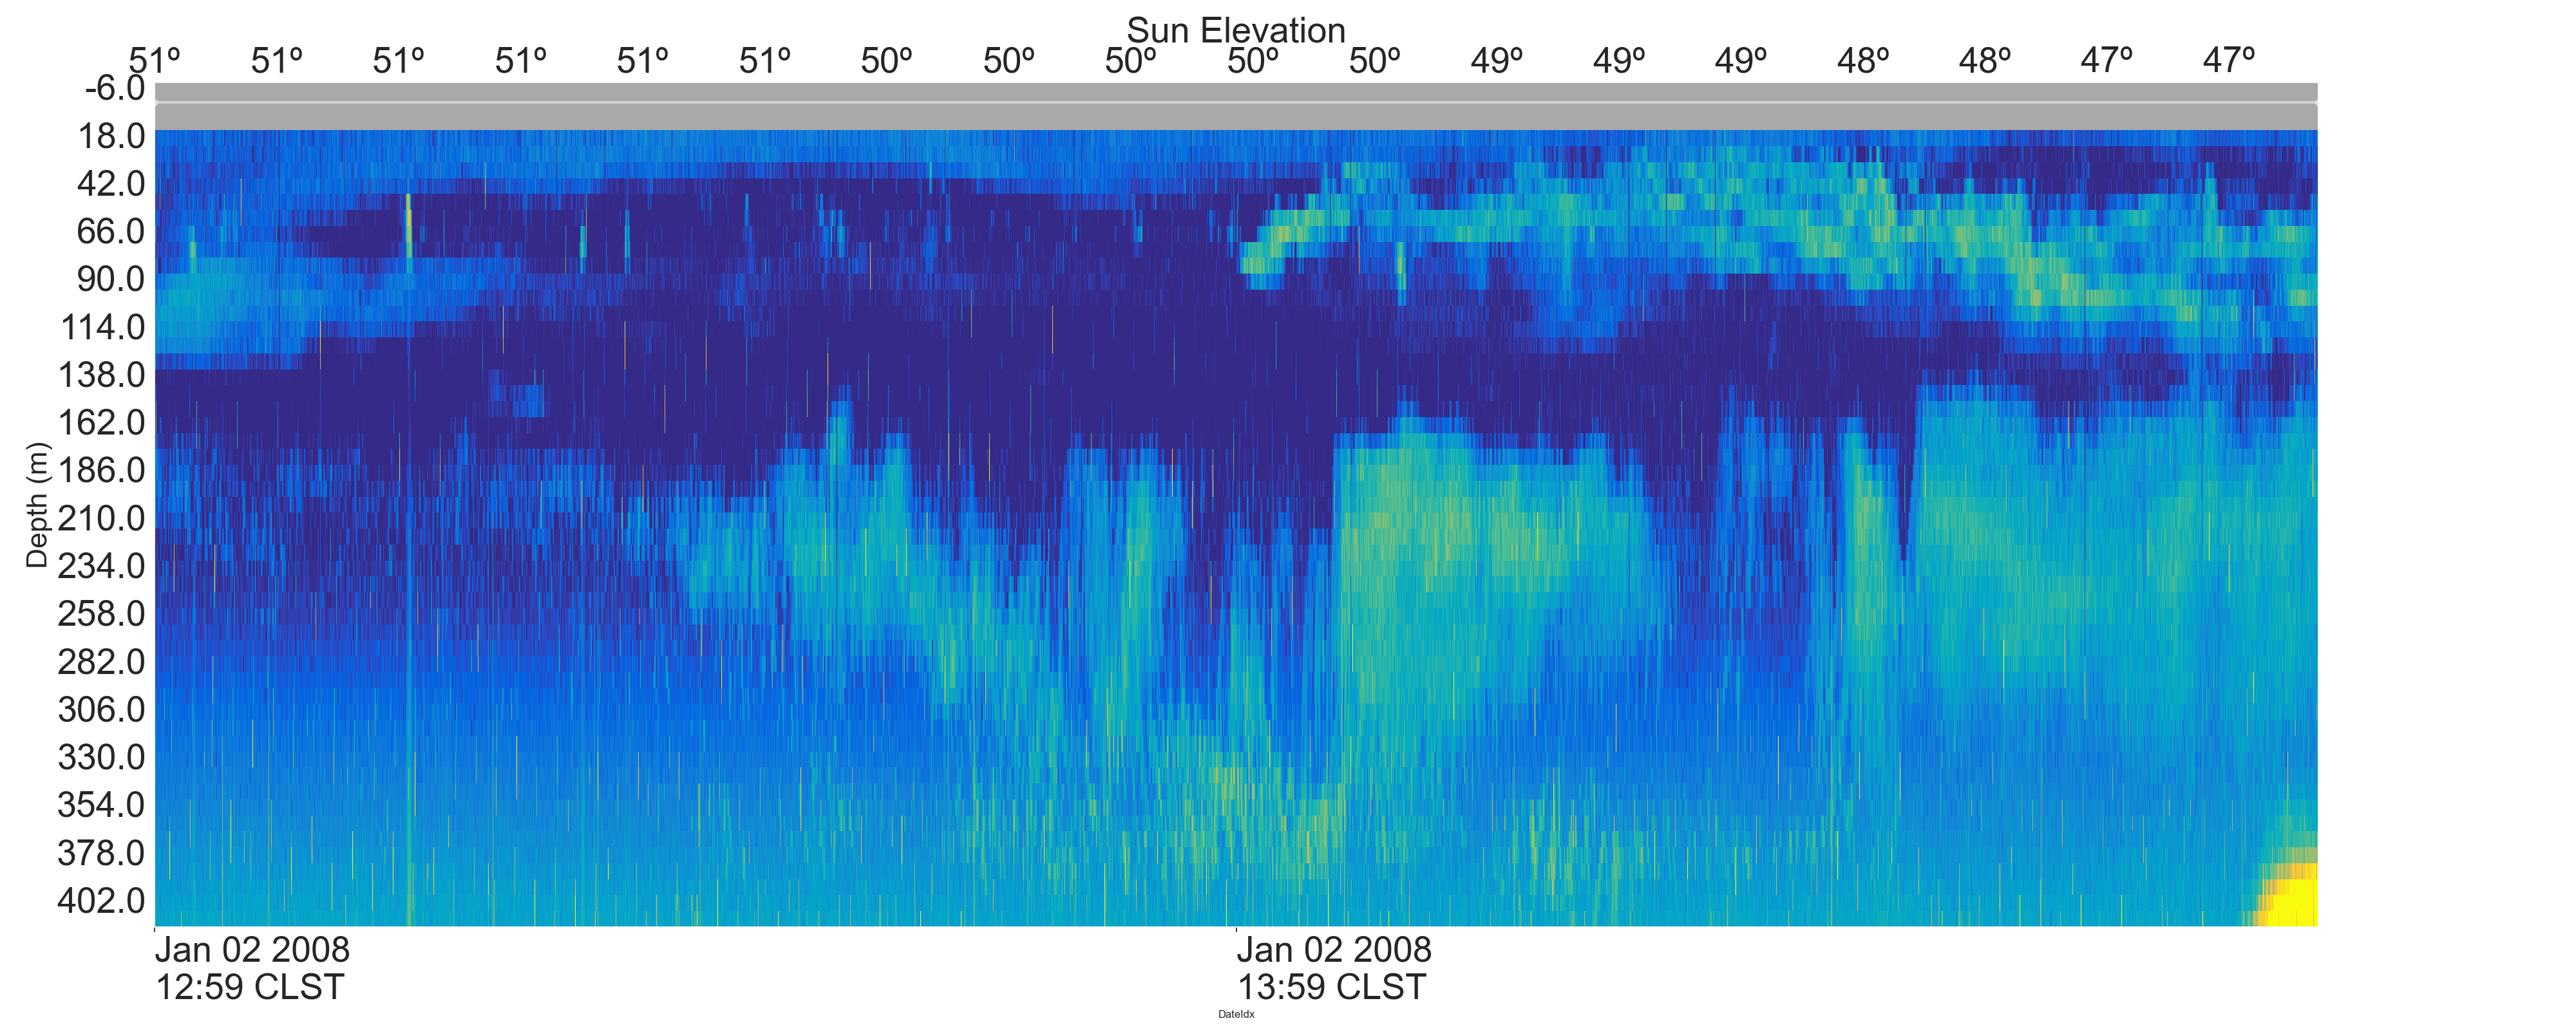 Sun Elevation
51º 51º 51º 51º 51º 51º 50º 50º 50º 50º 50º 49º 49º 49º 48º 48º 47º 47º
-6.0
18.0
42.0
66.0
90.0
114.0
138.0
162.0
186.0
210.0
234.0
258.0
282.0
306.0
330.0
354.0
378.0
402.0
Depth (m)
Jan 02 2008
12:59 CLST
Jan 02 2008
13:59 CLST
DateIdx